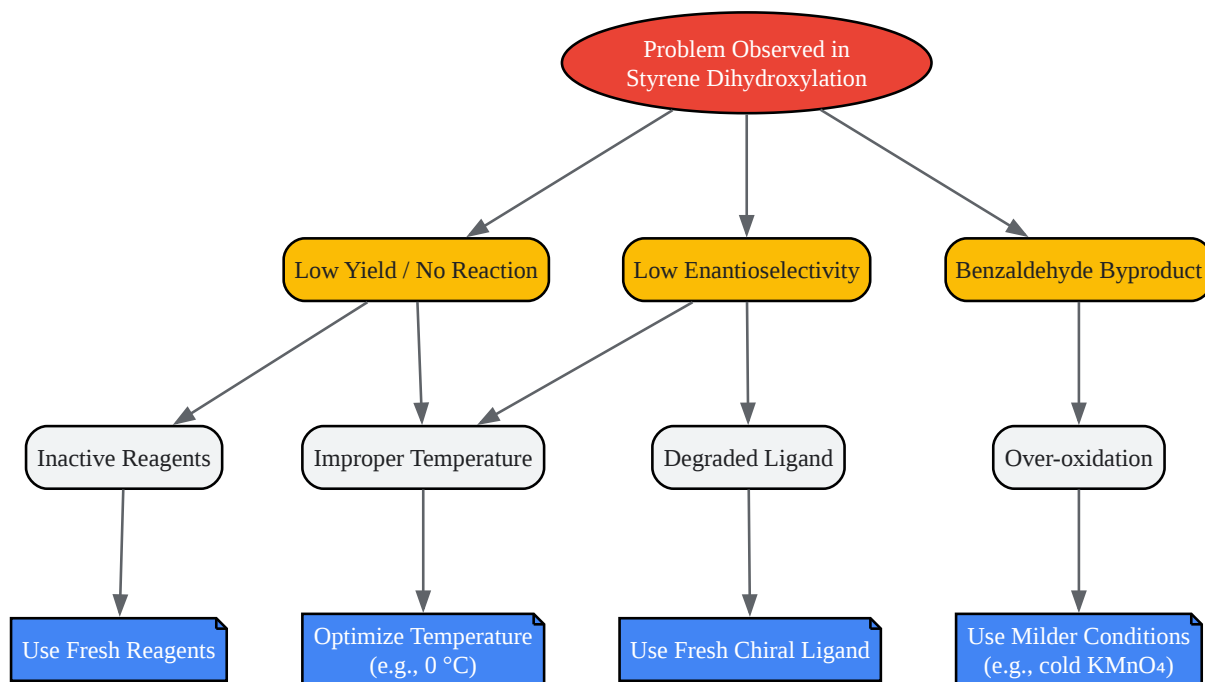 Problem Observed in
Styrene Dihydroxylation
Low Yield / No Reaction
Low Enantioselectivity
Benzaldehyde Byproduct
Inactive Reagents
Improper Temperature
Degraded Ligand
Over-oxidation
Use Fresh Reagents
Optimize Temperature
(e.g., 0 °C)
Use Fresh Chiral Ligand
Use Milder Conditions
(e.g., cold KMnO₄)